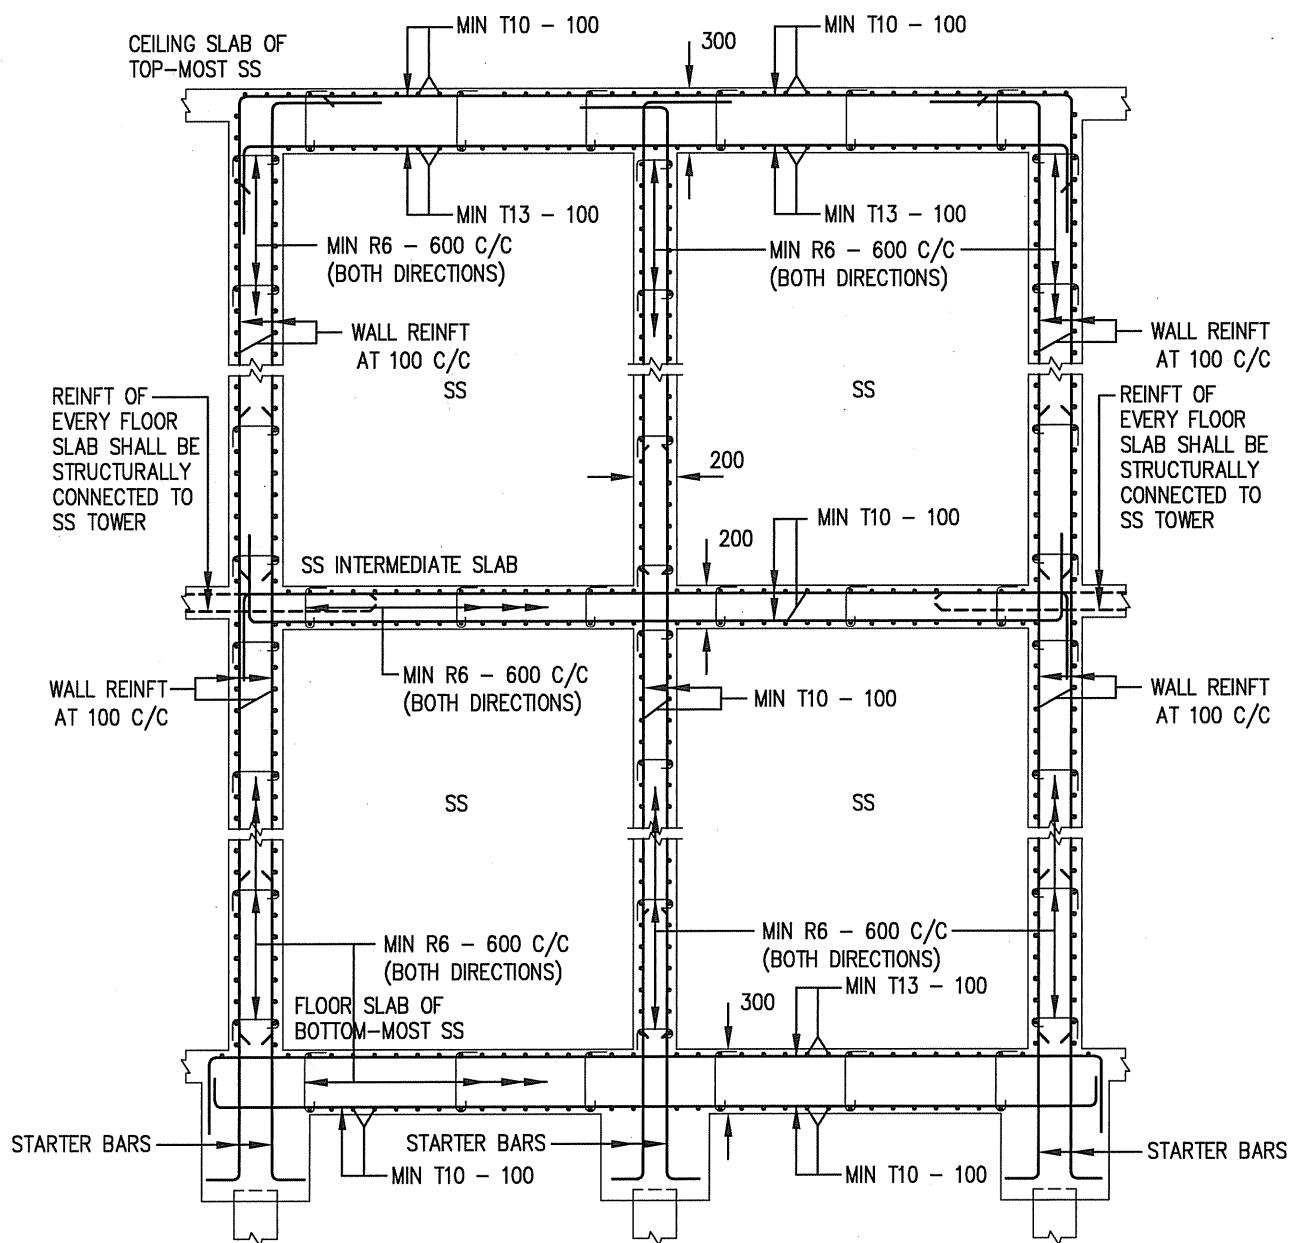 MIN T10 - 100
MIN T10 - 100
300
CEILING SLAB OF
TOP-MOST SS
MIN T13 - 100
MIN T13 - 100
MIN R6 - 600 C/C
(BOTH DIRECTIONS)
MIN R6 - 600 C/C
(BOTH DIRECTIONS)
WALL REINFT
AT 100 C/C
WALL REINFT
AT 100 C/C
SS
SS
REINFT OF
EVERY FLOOR
SLAB SHALL BE
STRUCTURALLY
CONNECTED TO
SS TOWER
REINFT OF
EVERY FLOOR
SLAB SHALL BE
STRUCTURALLY
CONNECTED TO
SS TOWER
200
MIN T10 - 100
200
SS INTERMEDIATE SLAB
MIN R6 - 600 C/C
(BOTH DIRECTIONS)
WALL REINFT
AT 100 C/C
MIN T10 - 100
WALL REINFT
AT 100 C/C
SS
SS
MIN R6 - 600 C/C
(BOTH DIRECTIONS)
MIN R6 - 600 C/C
(BOTH DIRECTIONS)
FLOOR SLAB OF
BOTTOM-MOST SS
300
MIN T13 - 100
STARTER BARS
STARTER BARS
STARTER BARS
MIN T10 - 100
MIN T10 - 100